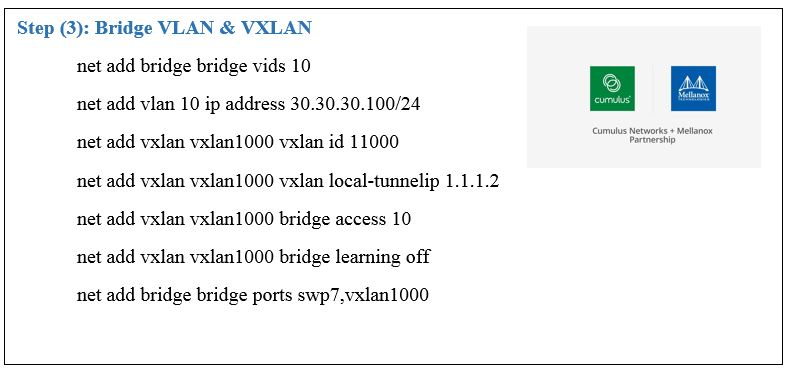 Step (3): Bridge VLAN & VXLAN
net add bridge bridge vids 10
net add vlan 10 ip address 30.30.30.100/24
net add vxlan vxlan1000 vxlan id 11000
net add vxlan vxlan1000 vxlan local-tunnelip 1.1.1.2
net add vxlan vxlan1000 bridge access 10
net add vxlan vxlan1000 bridge learning off
net add bridge bridge ports swp7,vxlan1000
cumulus
Mellanox
TECHNOLOGIES
Cumulus Networks + Mellanox
Partnership